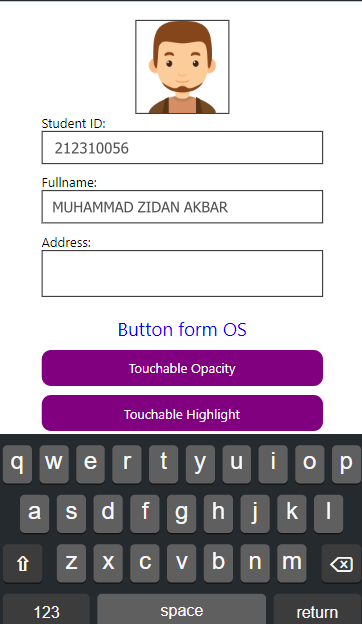 Student ID:
212310056
Fullname:
MUHAMMAD ZIDAN AKBAR
Address:
Button form OS
Touchable Opacity
Touchable Highlight
q w e r t y u i o p
a s d f g h j k l
z x c v b n m
123 space return